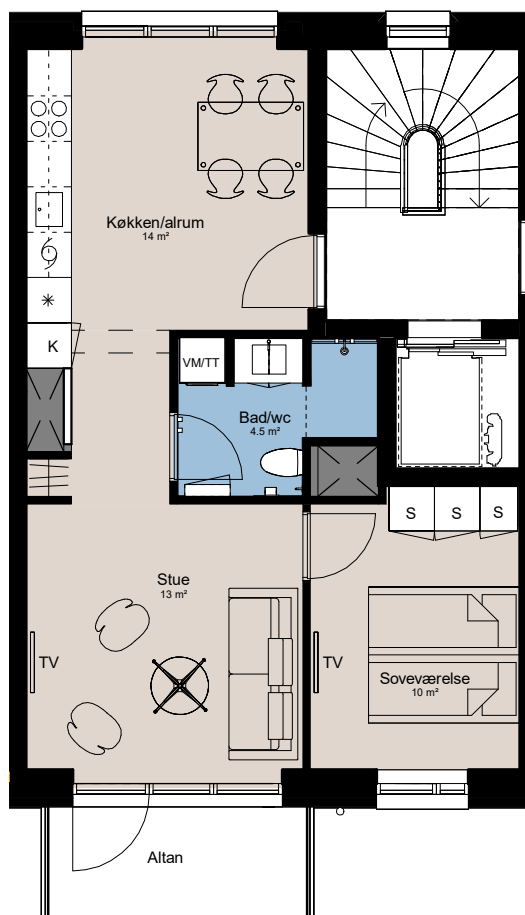 Køkken/alrum
14 m²
K
VM/TT
Bad/wc
4.5 m²
S
S
S
Stue
13 m²
TV
TV
Soveværelse
10 m²
Altan